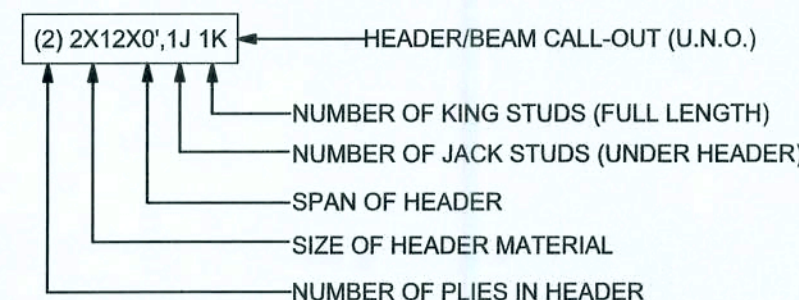 (2) 2X12X0',1J 1K
HEADER/BEAM CALL-OUT (U.N.O.)
NUMBER OF KING STUDS (FULL LENGTH)
NUMBER OF JACK STUDS (UNDER HEADER)
SPAN OF HEADER
SIZE OF HEADER MATERIAL
NUMBER OF PLIES IN HEADER